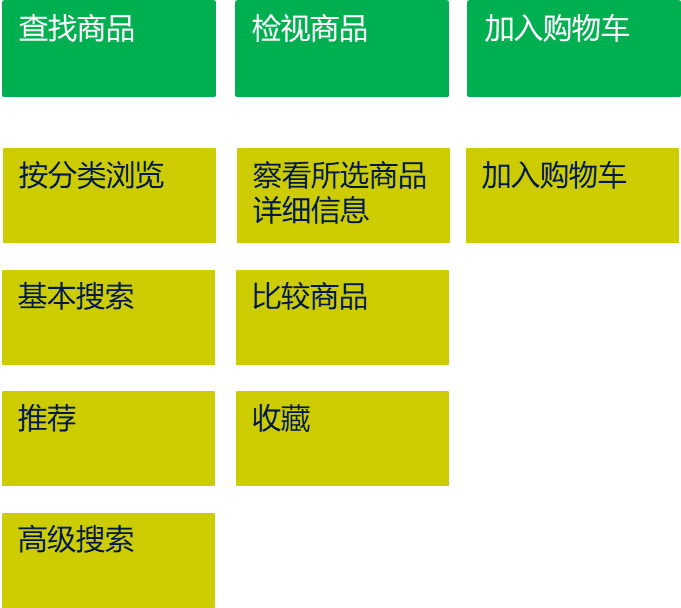 查找商品
检视商品
加入购物车
按分类浏览
察看所选商品
详细信息
加入购物车
基本搜索
比较商品
推荐
收藏
高级搜索